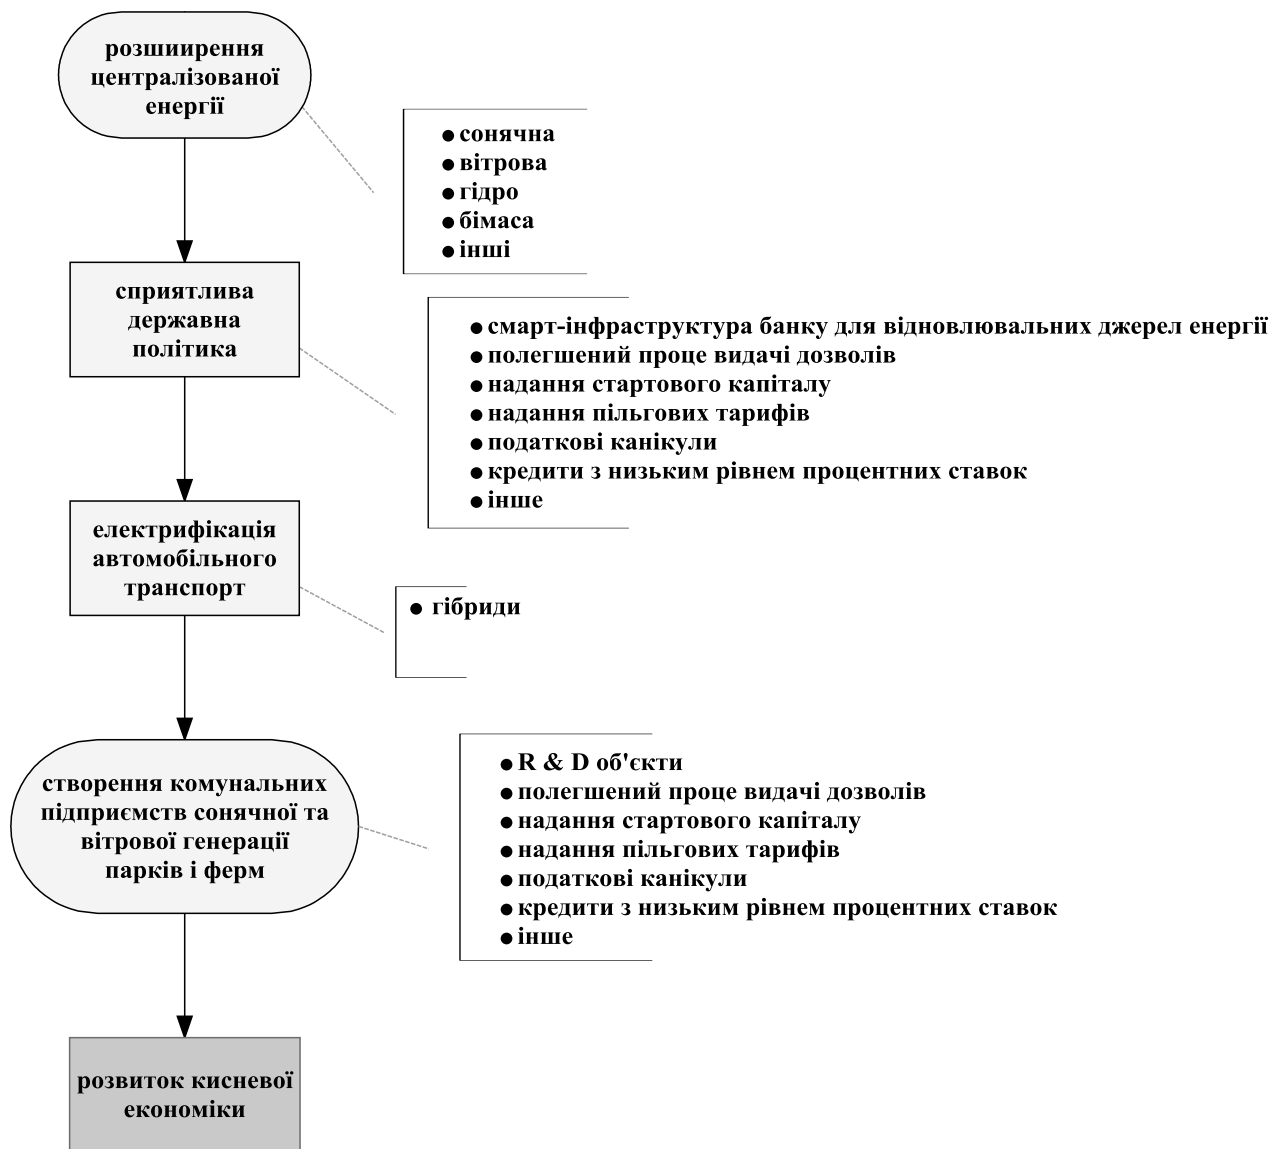 розшиирення
централізованої
енергії
● сонячна
● вітрова
● гідро
● бімаса
● інші
сприятлива
державна
політика
● смарт-інфраструктура банку для відновлювальних джерел енергії
● полегшений проце видачі дозволів
● надання стартового капіталу
● надання пільгових тарифів
● податкові канікули
● кредити з низьким рівнем процентних ставок
● інше
електрифікація
автомобільного
транспорт
● гібриди
створення комунальних
підприємств сонячної та
вітрової генерації
парків і ферм
● R & D об'єкти
● полегшений проце видачі дозволів
● надання стартового капіталу
● надання пільгових тарифів
● податкові канікули
● кредити з низьким рівнем процентних ставок
● інше
розвиток кисневої
економіки